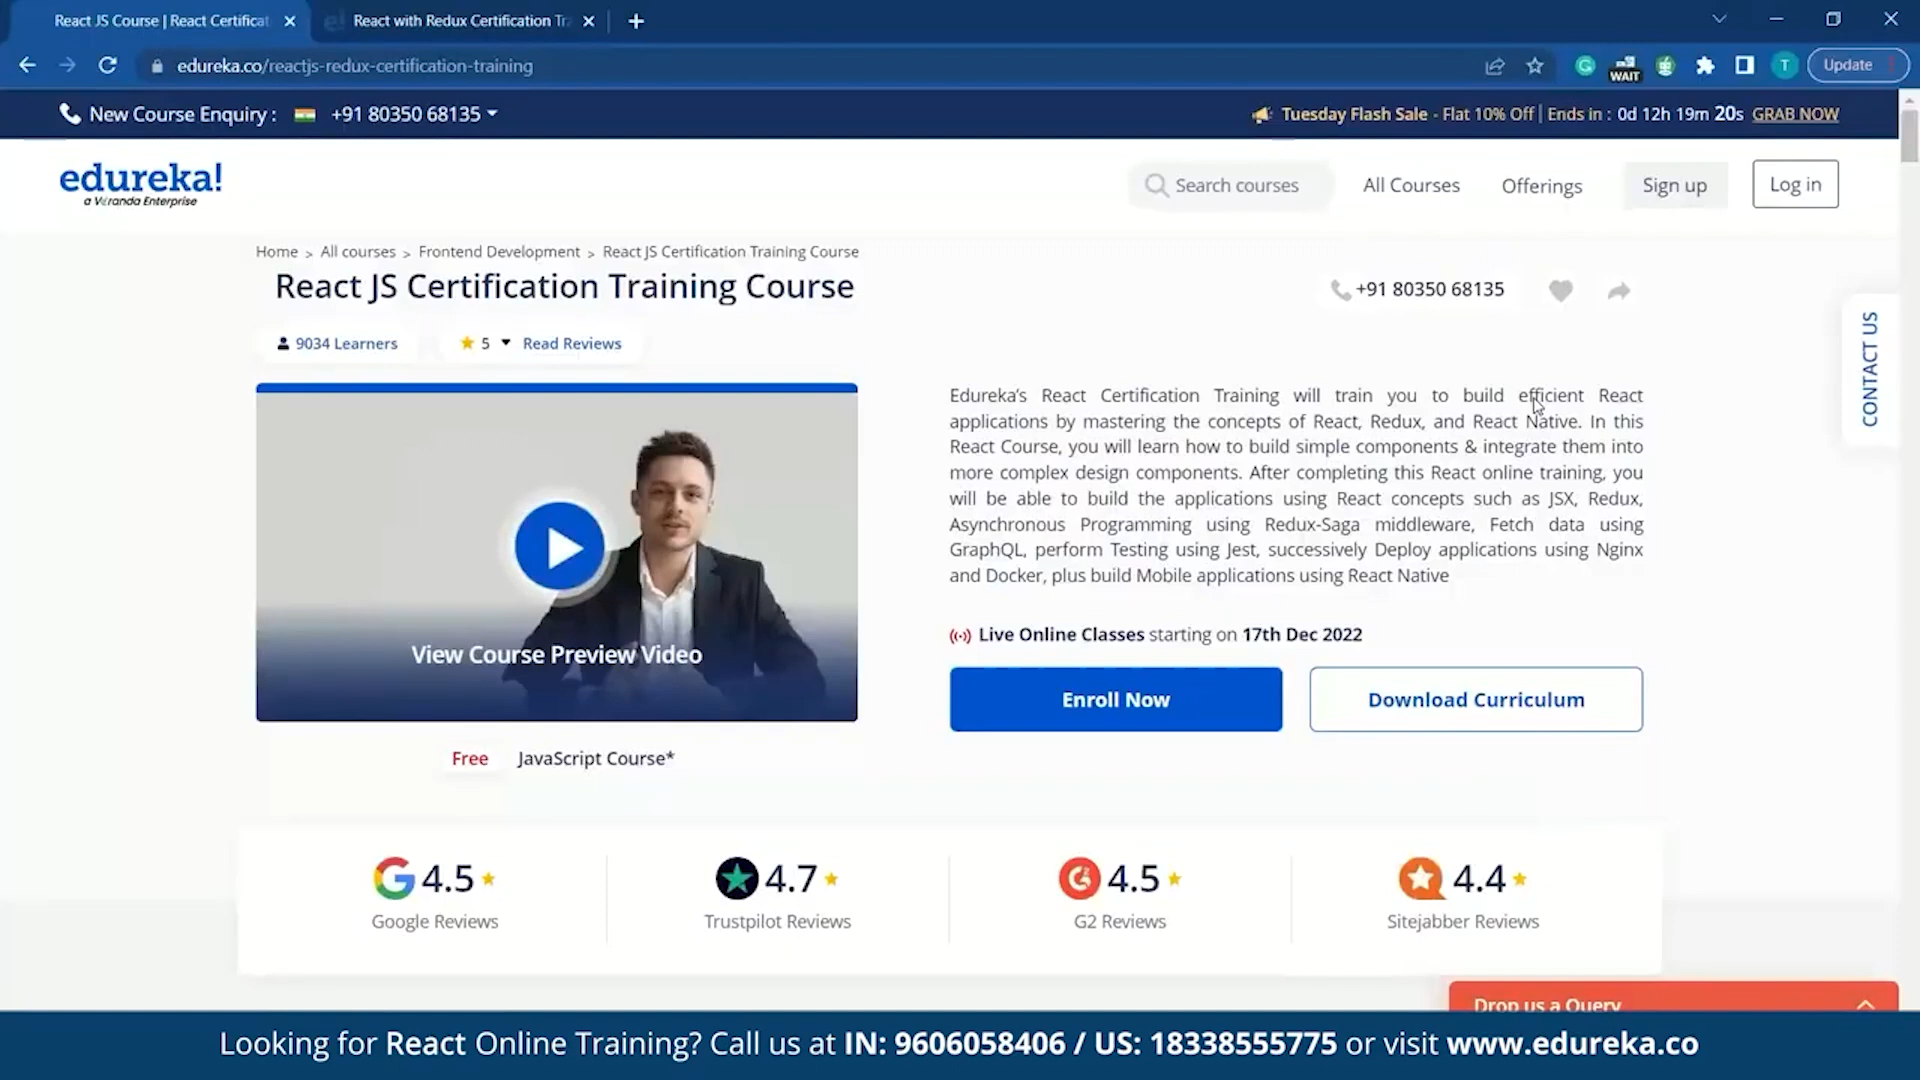 React JS Course | React Certificat
React with Redux Certification Tr
edureka.co/reactjs-redux-certification-training
WAIT
T
Update
New Course Enquiry : +91 80350 68135
Tuesday Flash Sale - Flat 10% Off | Ends in : 0d 12h 19m 20s GRAB NOW
edureka!
a Veranda Enterprise
Search courses
All Courses
Offerings
Sign up
Log in
Home > All courses > Frontend Development > React JS Certification Training Course
React JS Certification Training Course
+91 80350 68135
9034 Learners
5 Read Reviews
CONTACT US
View Course Preview Video
Free JavaScript Course*
Edureka's React Certification Training will train you to build efficient React
applications by mastering the concepts of React, Redux, and React Native. In this
React Course, you will learn how to build simple components & integrate them into
more complex design components. After completing this React online training, you
will be able to build the applications using React concepts such as JSX, Redux,
Asynchronous Programming using Redux-Saga middleware, Fetch data using
GraphQL, perform Testing using Jest, successively Deploy applications using Nginx
and Docker, plus build Mobile applications using React Native
Live Online Classes starting on 17th Dec 2022
Enroll Now
Download Curriculum
4.5
Google Reviews
4.7
Trustpilot Reviews
4.5
G2 Reviews
4.4
Sitejabber Reviews
Drop us a Query
Looking for React Online Training? Call us at IN: 9606058406 / US: 18338555775 or visit www.edureka.co